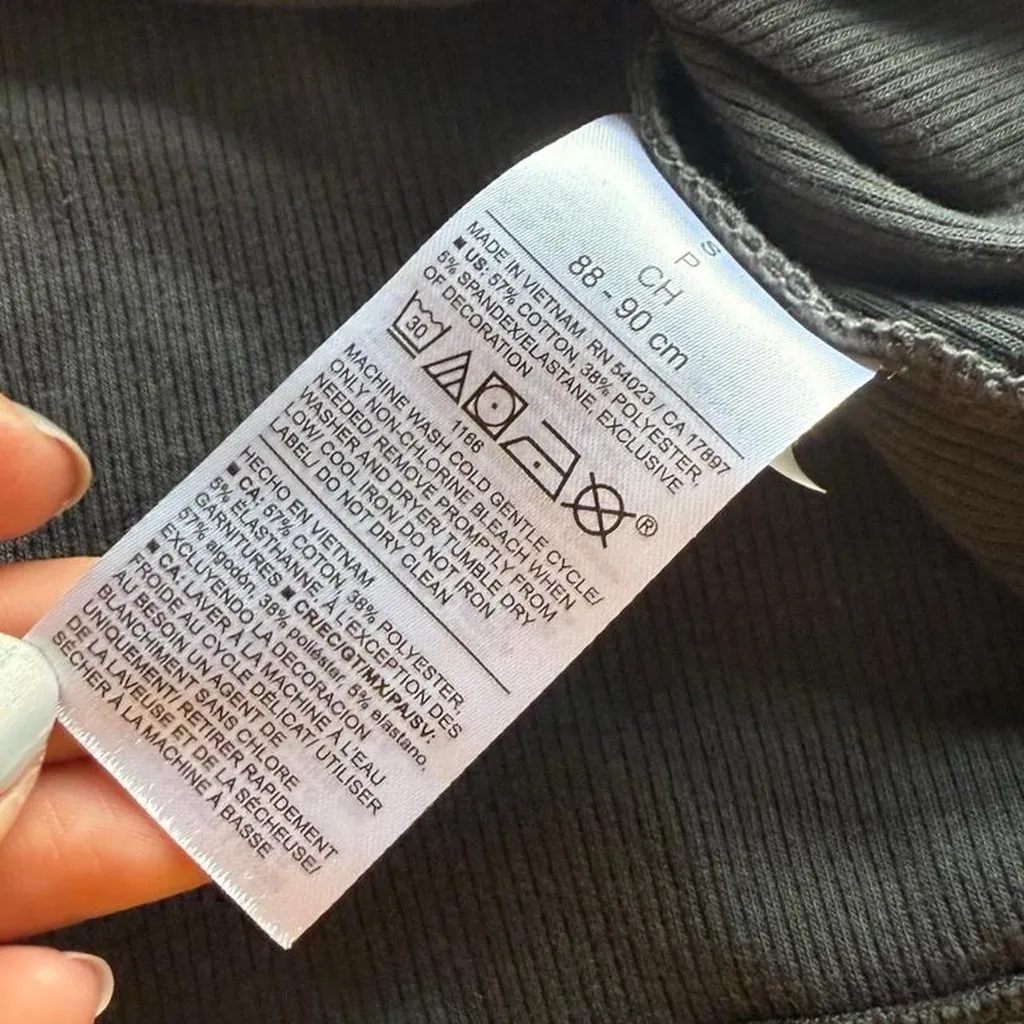 S
P
CH
88 - 90 cm
MADE IN VIETNAM RN 54023 / CA 17897
■ US: 57% COTTON, 38% POLYESTER,
5% SPANDEX/ELASTANE, EXCLUSIVE
OF DECORATION
30
1166
®
MACHINE WASH COLD GENTLE CYCLE/
ONLY NON-CHLORINE BLEACH WHEN
NEEDED/ REMOVE PROMPTLY FROM
WASHER AND DRYER/ TUMBLE DRY
LOW/ COOL IRON/ DO NOT IRON
LABEL/ DO NOT DRY CLEAN
HECHO EN VIETNAM
■ CA: 57% COTON, 38% POLYESTER,
5% ÉLASTHANNE À L'EXCEPTION DES
GARNITURES ■ CR/EC/GT/MX/PA/SV:
57% algodón, 38% poliéster, 5% elastano,
EXCLUYENDO LA DECORACION
■ CA: LAVER À LA MACHINE À L'EAU
FROIDE AU CYCLE DÉLICAT/ UTILISER
AU BESOIN UN AGENT DE
BLANCHIMENT SANS CHLORE
UNIQUEMENT/ RETIRER RAPIDEMENT
DE LA LAVEUSE ET DE LA SÉCHEUSE/
SÉCHER À LA MACHINE À BASSE